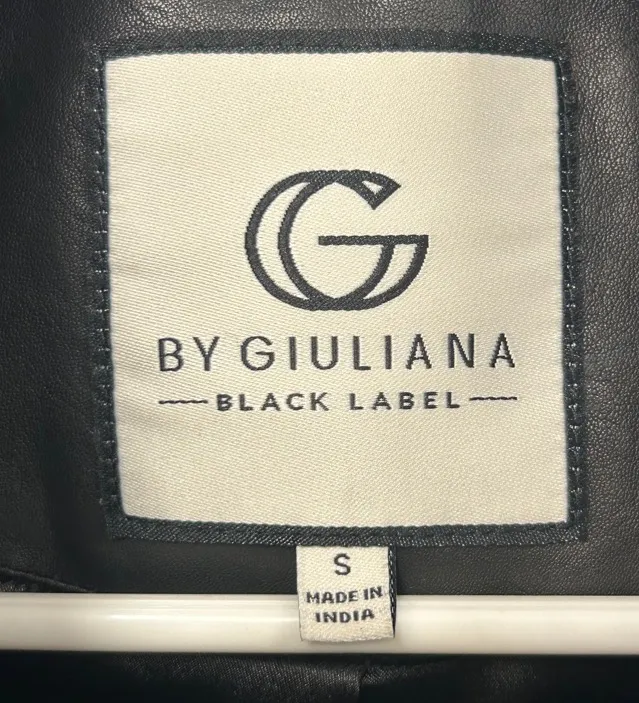 G
BY GIULIANA
BLACK LABEL
S
MADE IN
INDIA